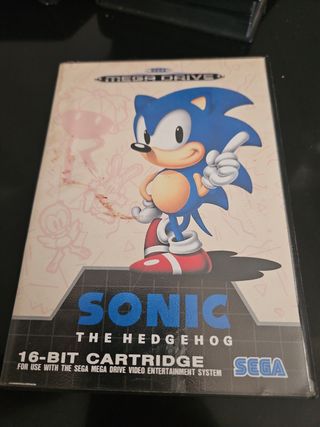 SEGA
MEGA DRIVE
SONIC
THE HEDGEHOG
16-BIT CARTRIDGE
FOR USE WITH THE SEGA MEGA DRIVE VIDEO ENTERTAINMENT SYSTEM
SEGA